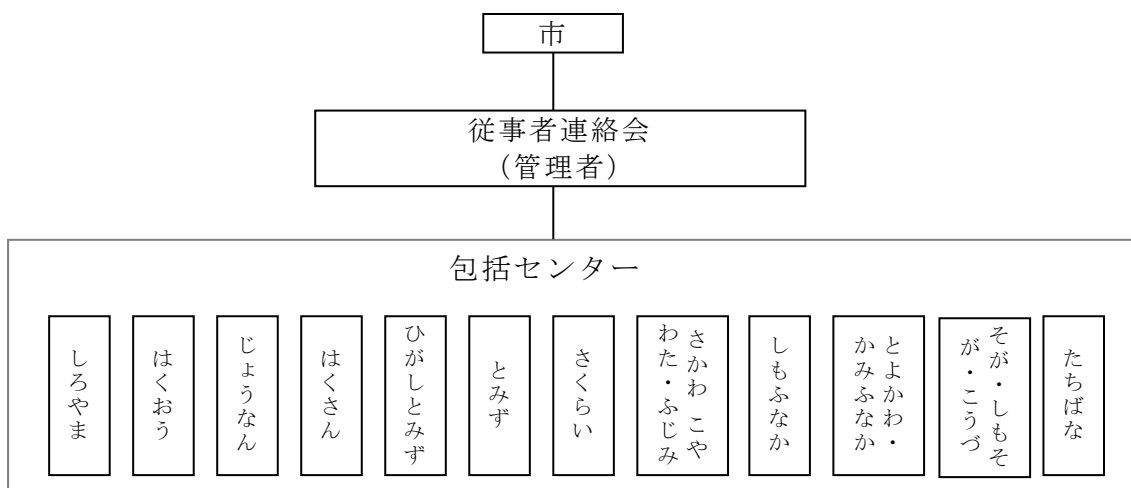 市
従事者連絡会
（管理者）
包括センター
しろやま
はくおう
じょうなん
はくさん
ひがしとみず
とみず
さくらい
さかわ こや
わた・ふじみ
しもふなか
とよかわ・
かみふなか
そが・しもそ
が・こうづ
たちばな